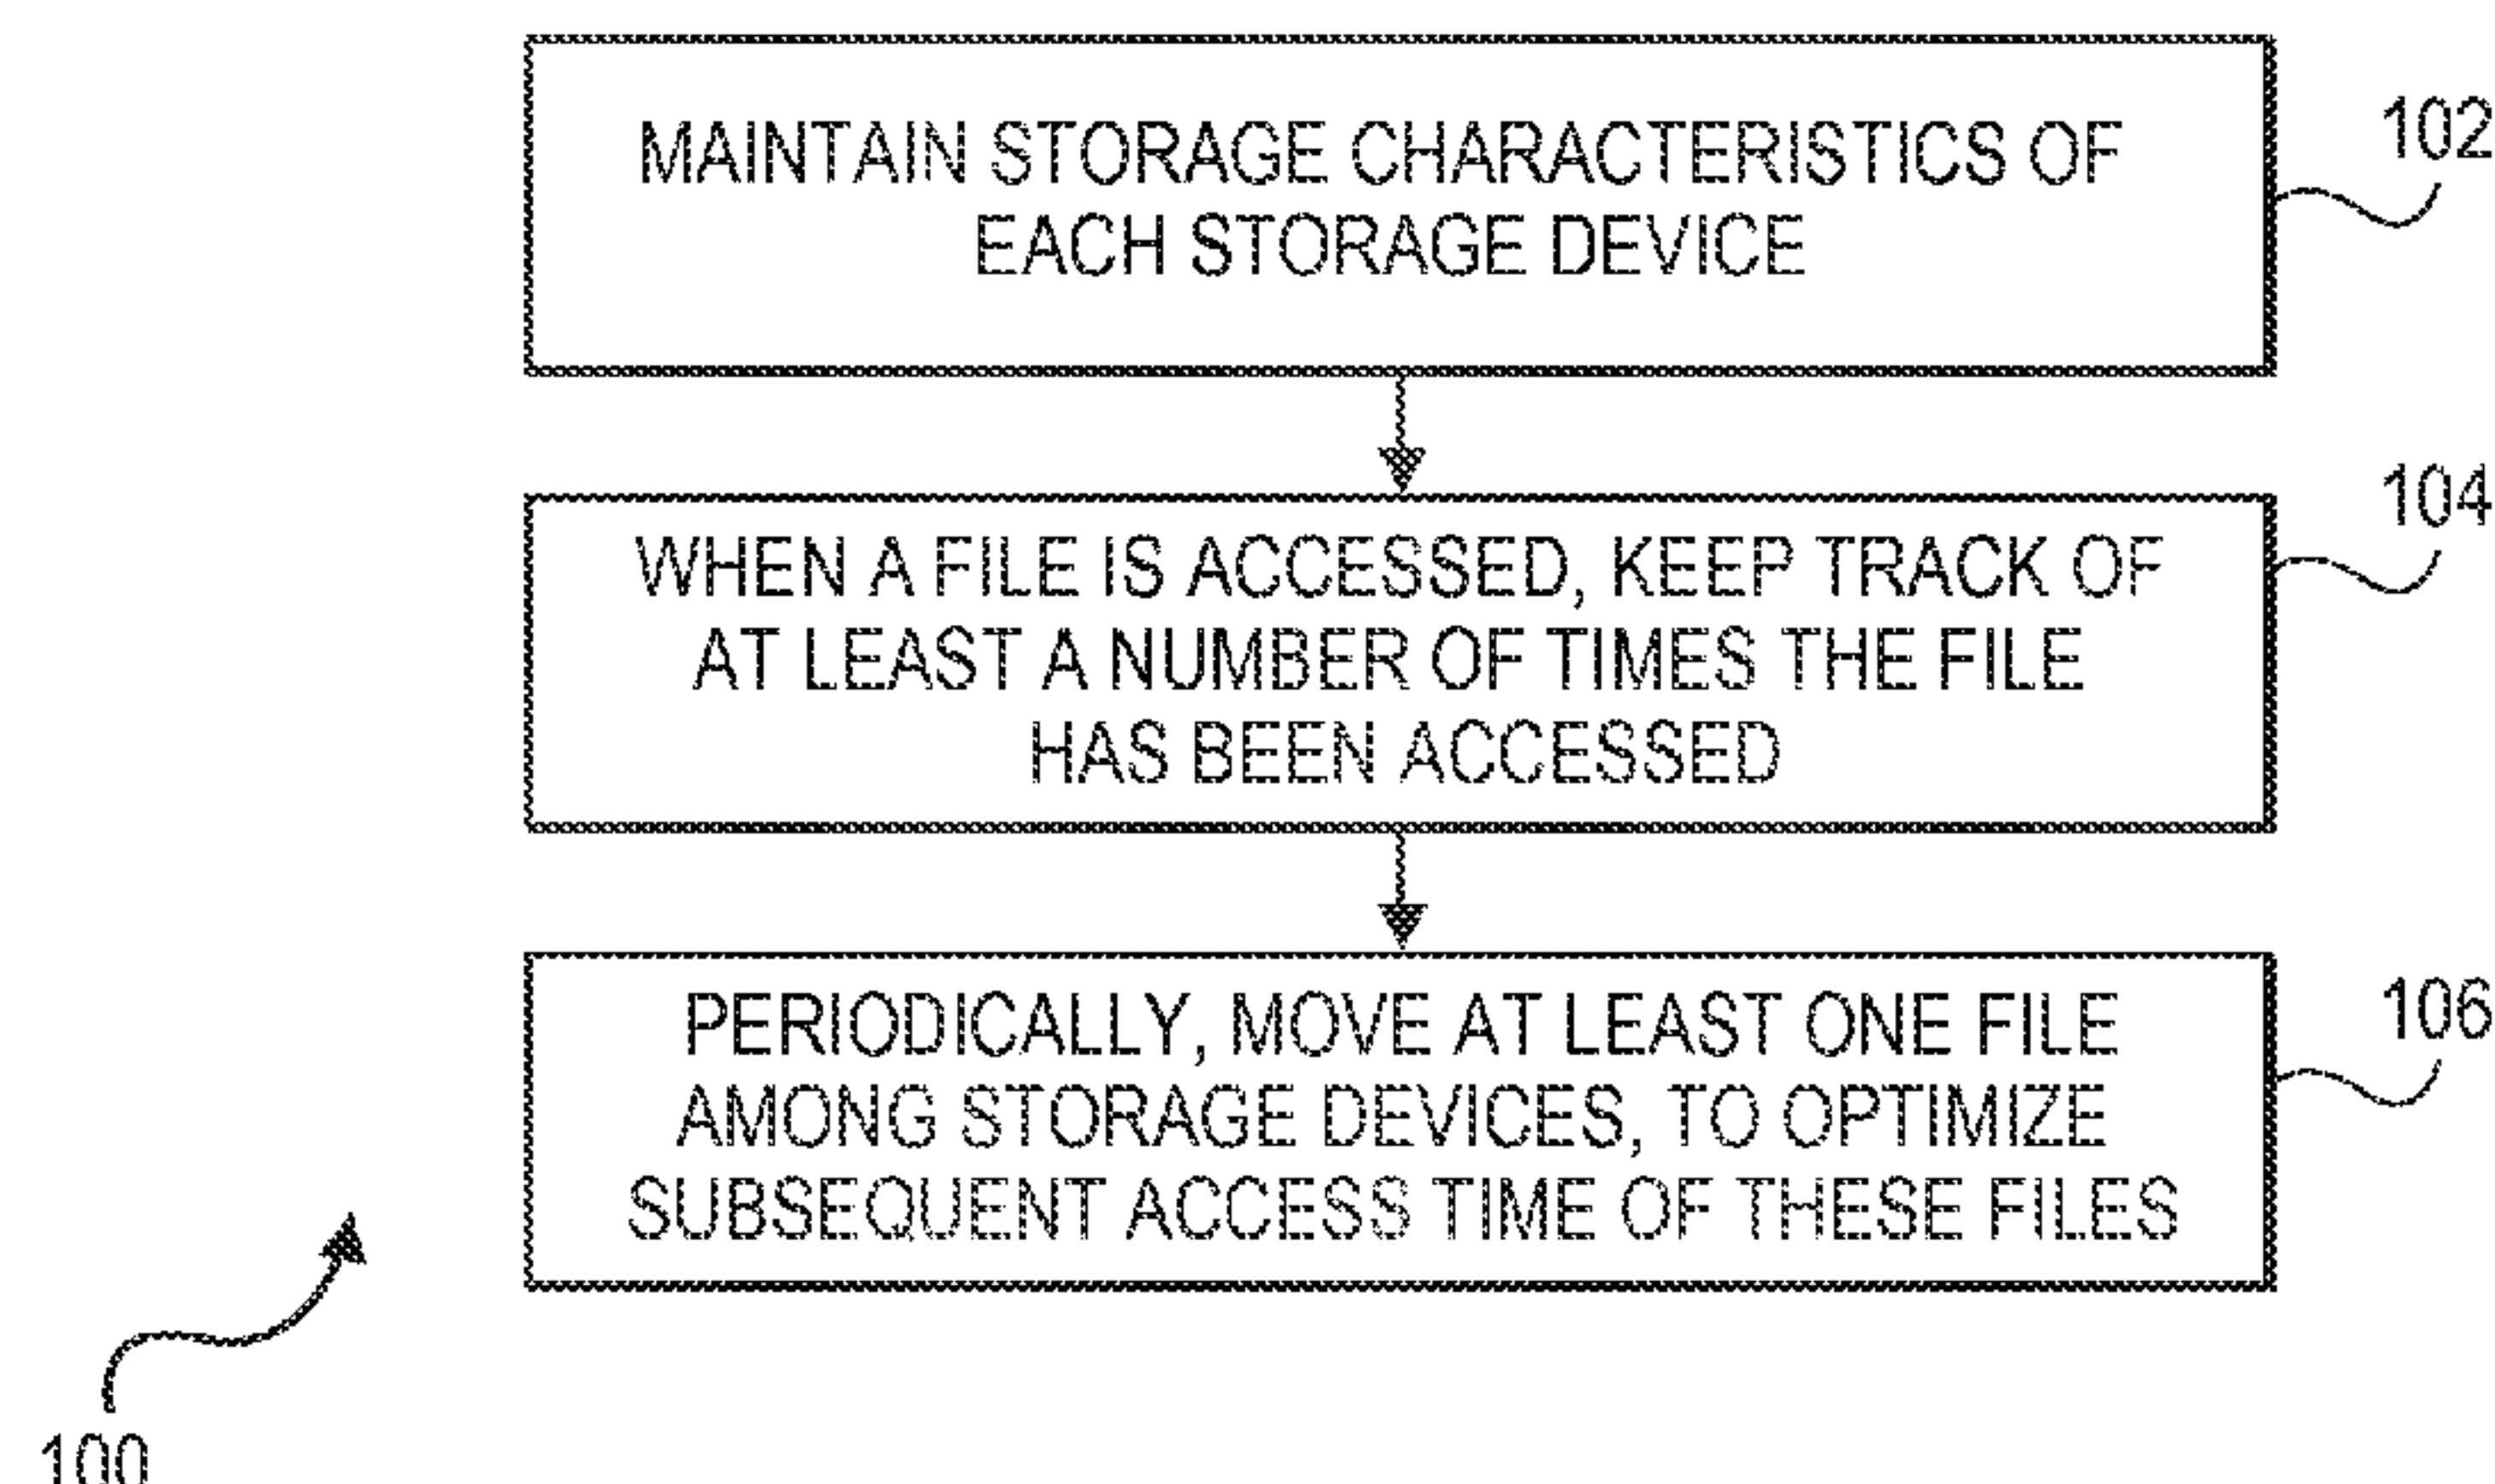 MAINTAIN STORAGE CHARACTERISTICS OF
EACH STORAGE DEVICE
102
WHEN A FILE IS ACCESSED, KEEP TRACK OF
AT LEAST A NUMBER OF TIMES THE FILE
HAS BEEN ACCESSED
104
PERIODICALLY, MOVE AT LEAST ONE FILE
AMONG STORAGE DEVICES, TO OPTIMIZE
SUBSEQUENT ACCESS TIME OF THESE FILES
106
100